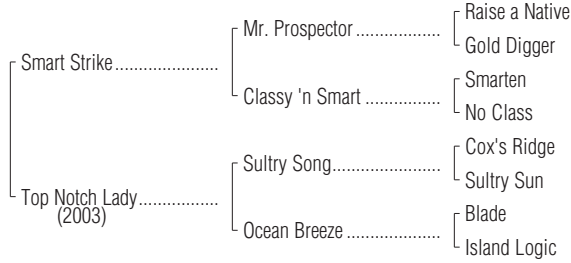 Raise a Native
Mr. Prospector
Gold Digger
Smart Strike
Smarten
Classy 'n Smart
No Class
Cox's Ridge
Sultry Song
Sultry Sun
Top Notch Lady
(2003)
Blade
Ocean Breeze
Island Logic